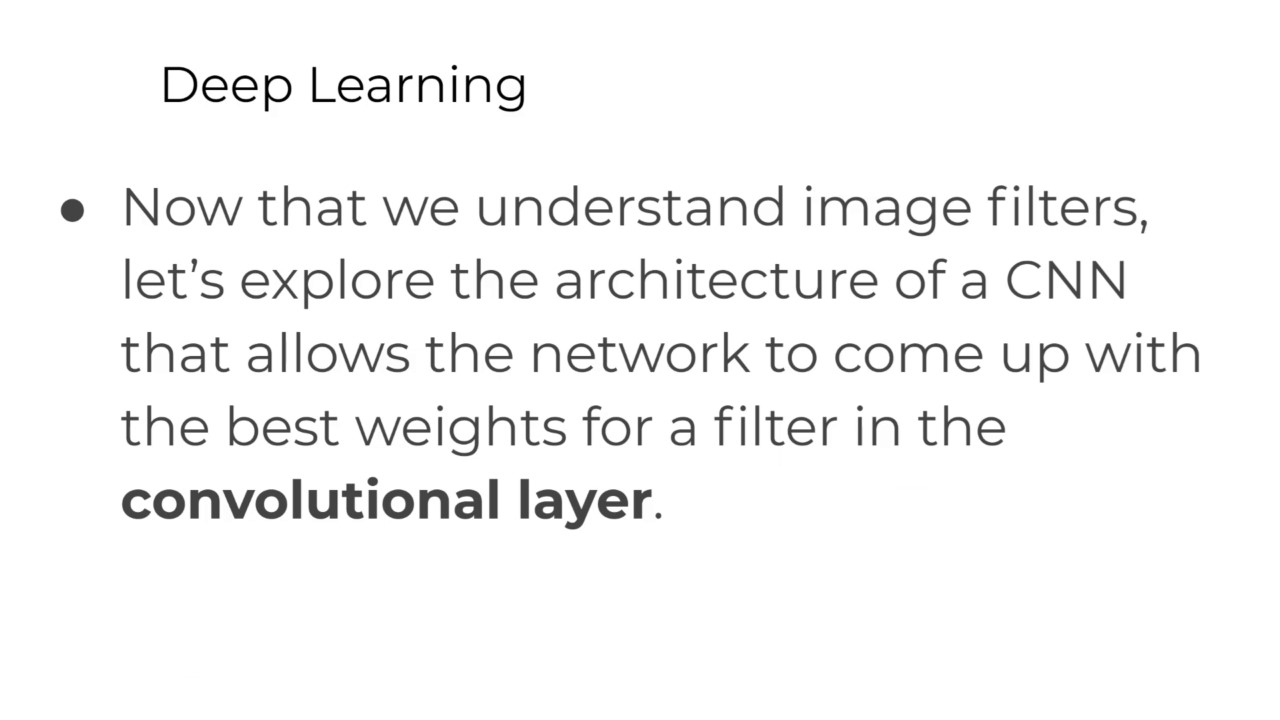 Deep Learning
● Now that we understand image filters,
let’s explore the architecture of a CNN
that allows the network to come up with
the best weights for a filter in the
convolutional layer.